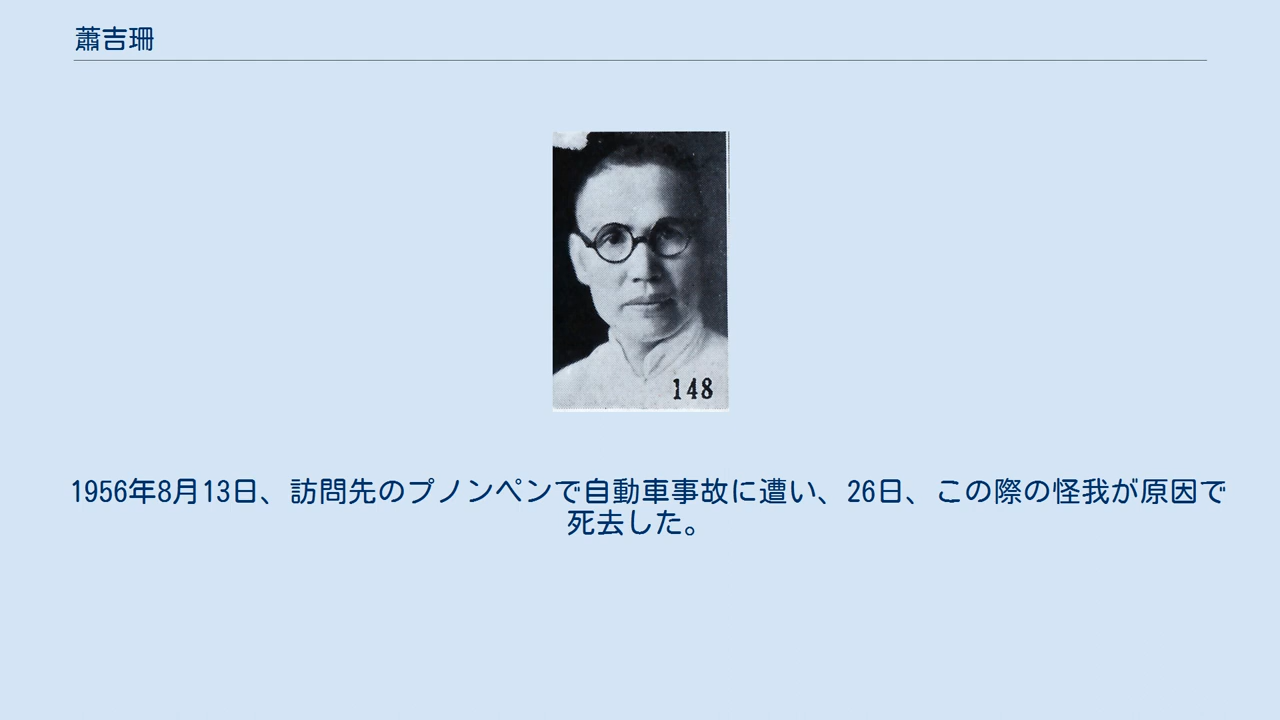 蕭吉珊
148
1956年8月13日、訪問先のプノンペンで自動車事故に遭い、26日、この際の怪我が原因で
死去した。